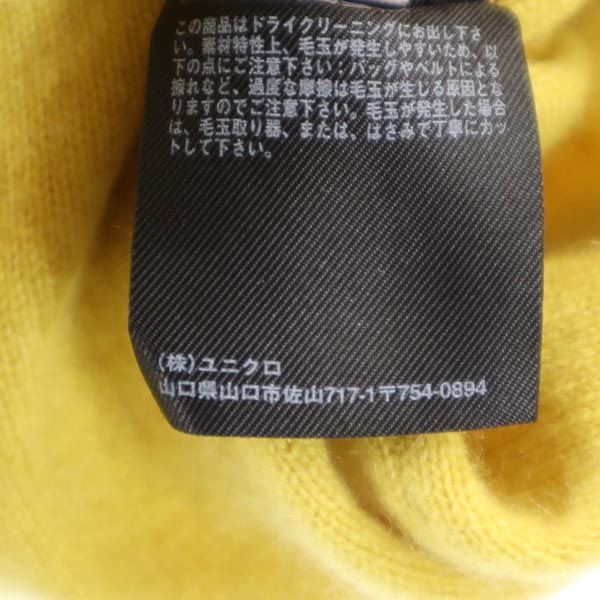 この商品はドライクリーニングにお出し下さ
い。素材特性上、毛玉が発生しやすいため、以
下の点にご注意下さい：バッグやベルトによる
擦れなど、過度な摩擦は毛玉が生じる原因とな
りますのでご注意下さい。毛玉が発生した場合
は、毛玉取り器、または、はさみで丁寧にカッ
トして下さい。
(株)ユニクロ
山口県山口市佐山717-1〒754-0894